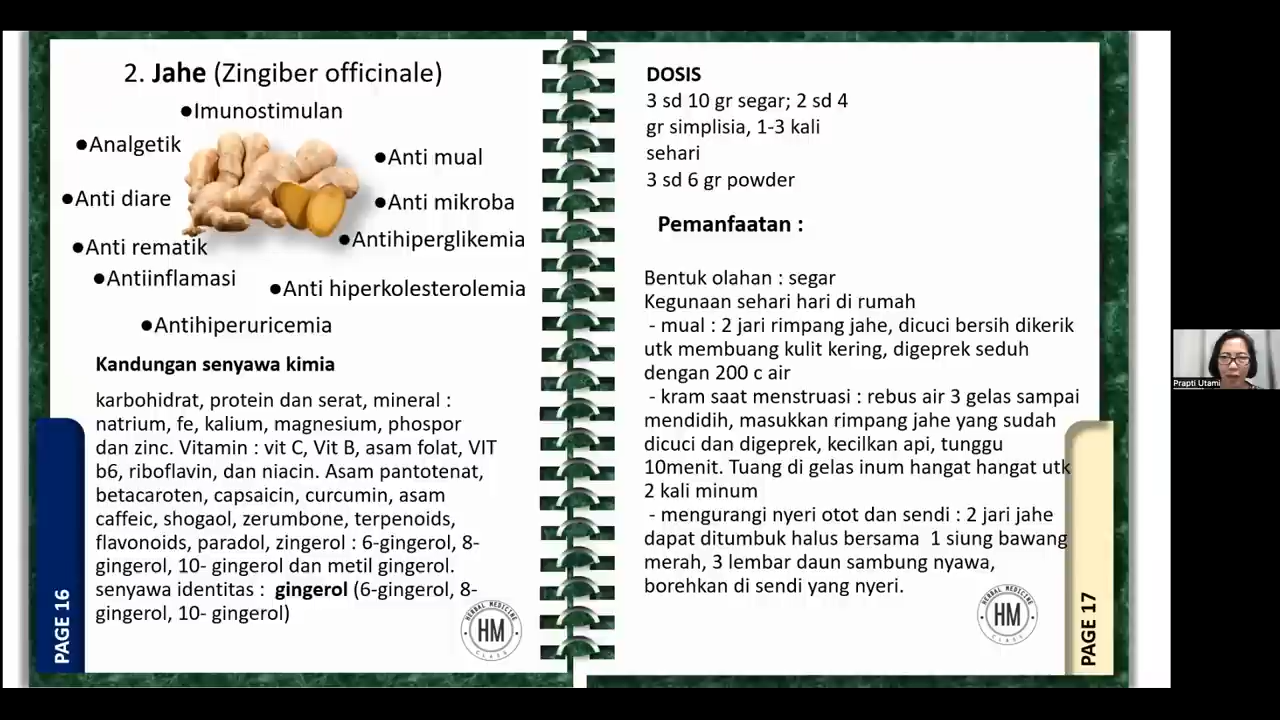 2. Jahe (Zingiber officinale)
●Imunostimulan
●Analgetik
●Anti mual
●Anti diare
●Anti mikroba
●Anti rematik
●Antihiperglikemia
●Antiinflamasi
●Anti hiperkolesterolemia
●Antihiperuricemia
Kandungan senyawa kimia
karbohidrat, protein dan serat, mineral :
natrium, fe, kalium, magnesium, phospor
dan zinc. Vitamin : vit C, Vit B, asam folat, VIT
b6, riboflavin, dan niacin. Asam pantotenat,
betacaroten, capsaicin, curcumin, asam
caffeic, shogaol, zerumbone, terpenoids,
flavonoids, paradol, zingerol : 6-gingerol, 8-
gingerol, 10- gingerol dan metil gingerol.
senyawa identitas : gingerol (6-gingerol, 8-
gingerol, 10- gingerol)
HERBAL MEDICINE
HM
CLASS
PAGE 16
DOSIS
3 sd 10 gr segar; 2 sd 4
gr simplisia, 1-3 kali
sehari
3 sd 6 gr powder
Pemanfaatan :
Bentuk olahan : segar
Kegunaan sehari hari di rumah
- mual : 2 jari rimpang jahe, dicuci bersih dikerik
utk membuang kulit kering, digeprek seduh
dengan 200 c air
- kram saat menstruasi : rebus air 3 gelas sampai
mendidih, masukkan rimpang jahe yang sudah
dicuci dan digeprek, kecilkan api, tunggu
10menit. Tuang di gelas inum hangat hangat utk
2 kali minum
- mengurangi nyeri otot dan sendi : 2 jari jahe
dapat ditumbuk halus bersama 1 siung bawang
merah, 3 lembar daun sambung nyawa,
borehkan di sendi yang nyeri.
HERBAL MEDICINE
HM
CLASS
PAGE 17
Prapti Utami